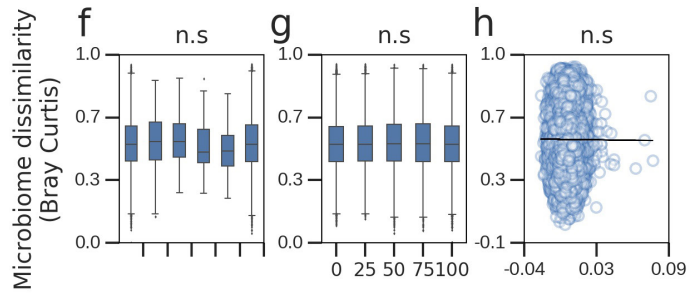 f
n.s
g
n.s
h
n.s
Microbiome dissimilarity
(Bray Curtis)
1.0
0.7
0.3
0.0
1.0
0.7
0.3
0.0
0 25 50 75 100
1.0
0.7
0.3
-0.1
-0.04 0.03 0.09